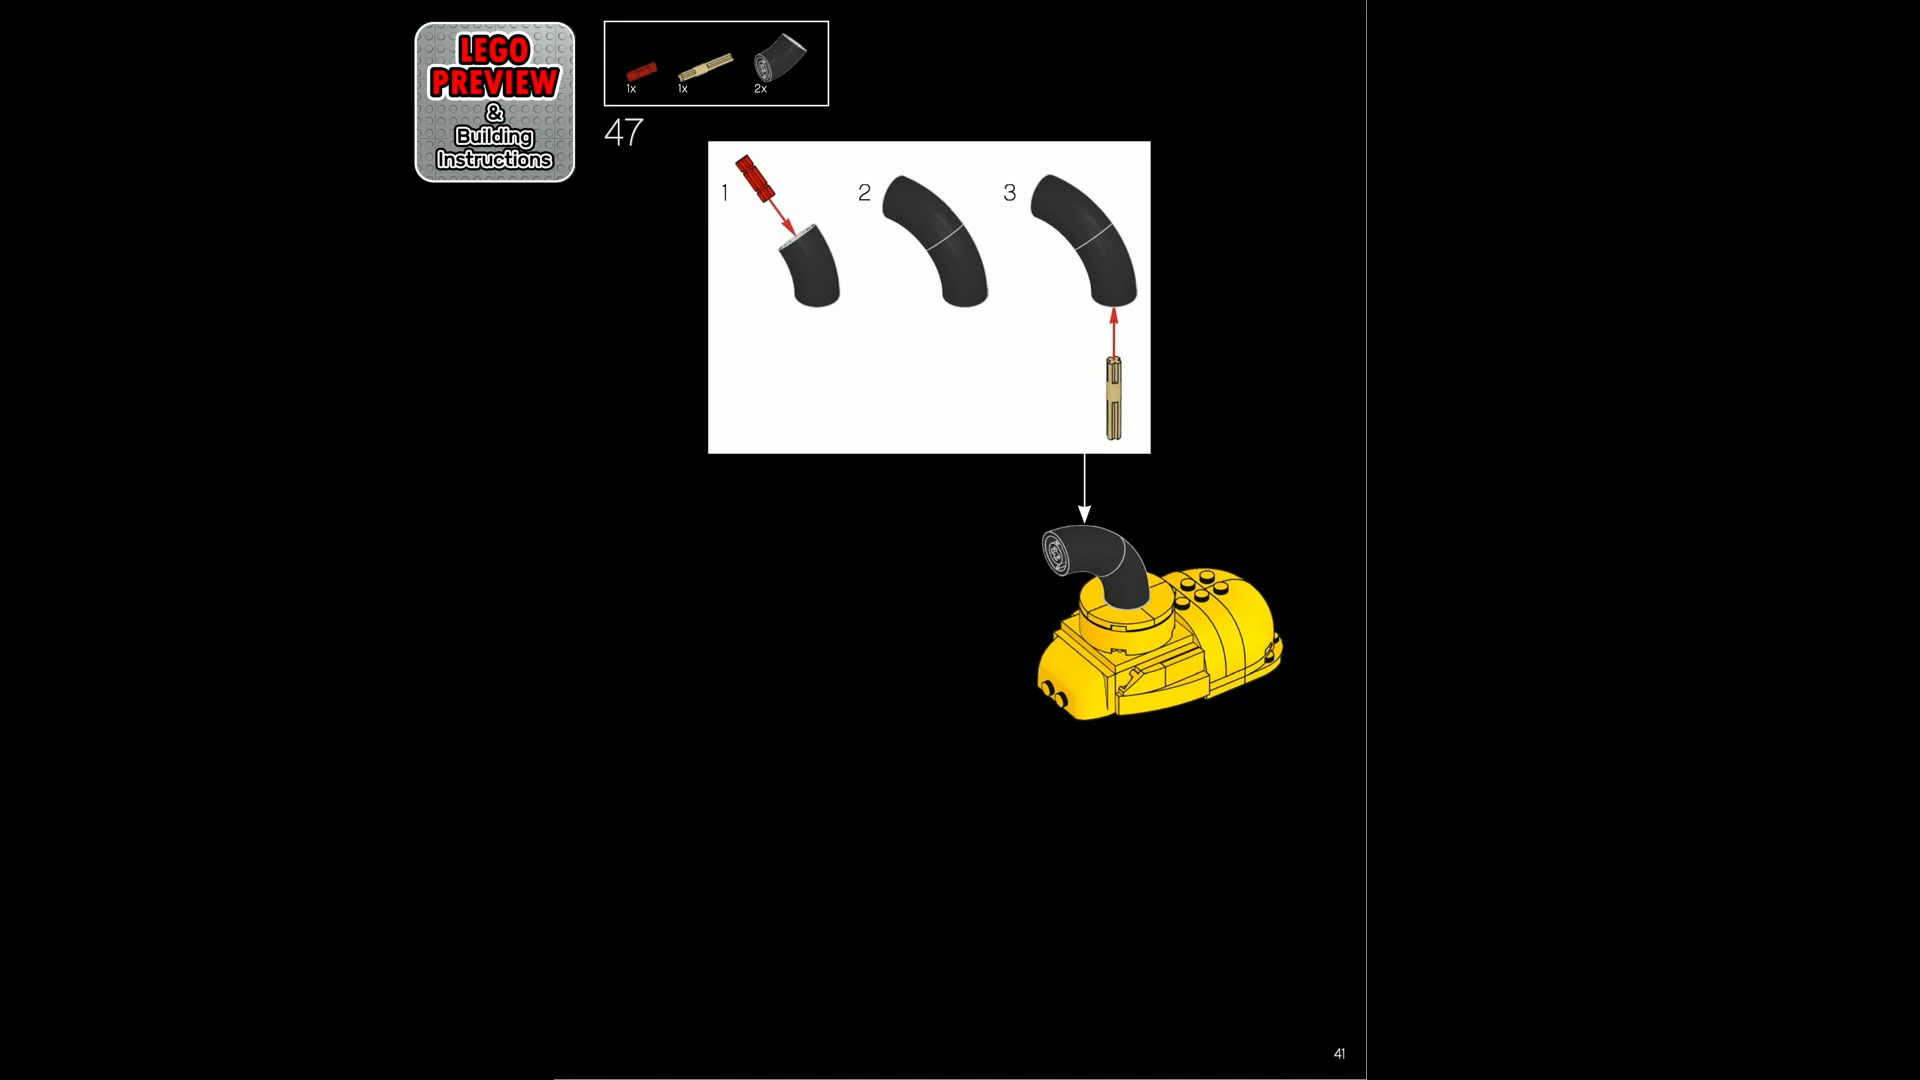 LEGO
PREVIEW
&
Building
Instructions
1x
1x
2x
47
1
2
3
41